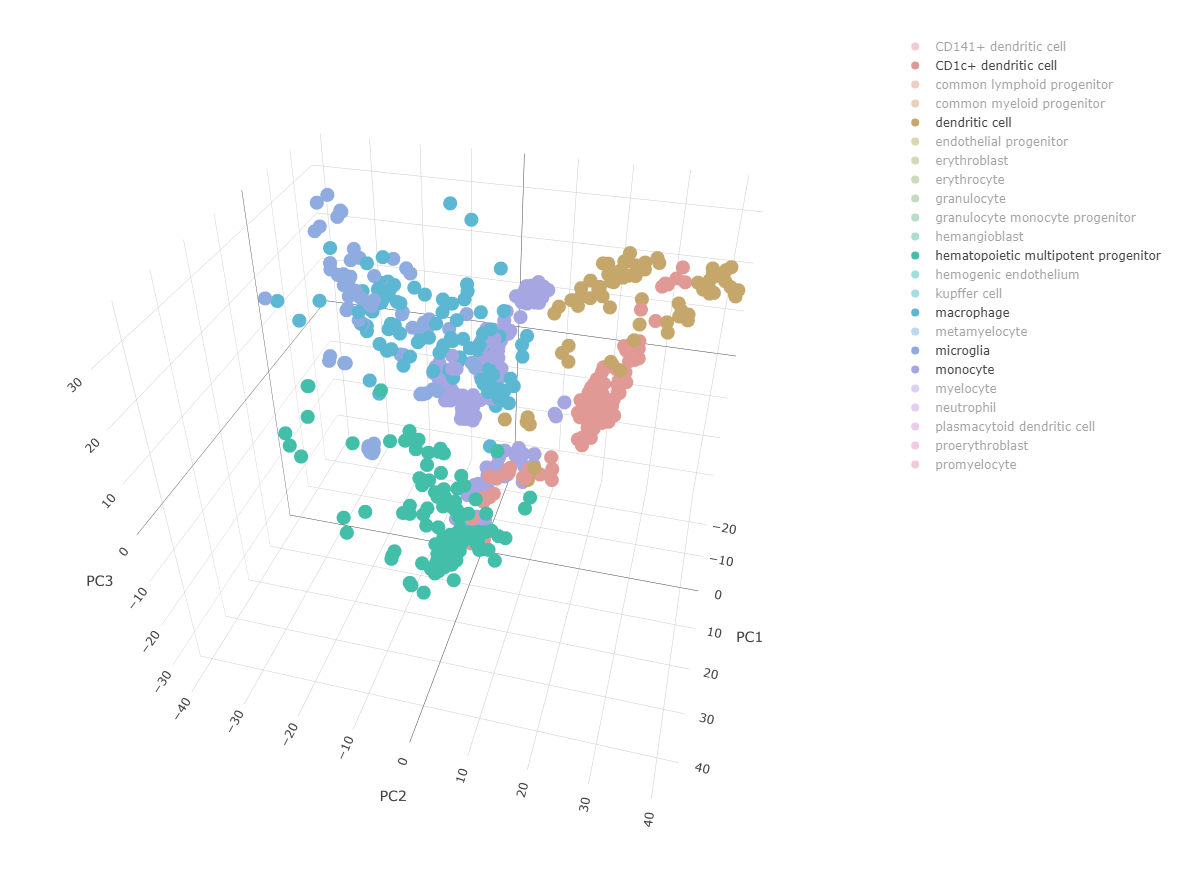 CD141+ dendritic cell
CD1c+ dendritic cell
common lymphoid progenitor
common myeloid progenitor
dendritic cell
endothelial progenitor
erythroblast
erythrocyte
granulocyte
granulocyte monocyte progenitor
hemangioblast
hematopoietic multipotent progenitor
hemogenic endothelium
kupffer cell
macrophage
metamyelocyte
microglia
monocyte
myelocyte
neutrophil
plasmacytoid dendritic cell
proerythroblast
promyelocyte
30
20
10
0
−10
−20
−30
PC3
−40
−30
−20
−10
0
10
20
30
40
PC2
−20
−10
0
10
20
30
40
PC1